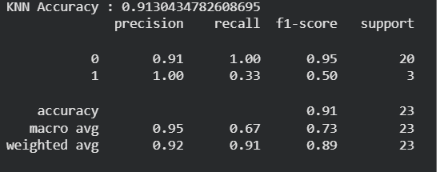 KNN Accuracy : 0.9130434782608695
precision recall f1-score support
0 0.91 1.00 0.95 20
1 1.00 0.33 0.50 3
accuracy 0.91 23
macro avg 0.95 0.67 0.73 23
weighted avg 0.92 0.91 0.89 23